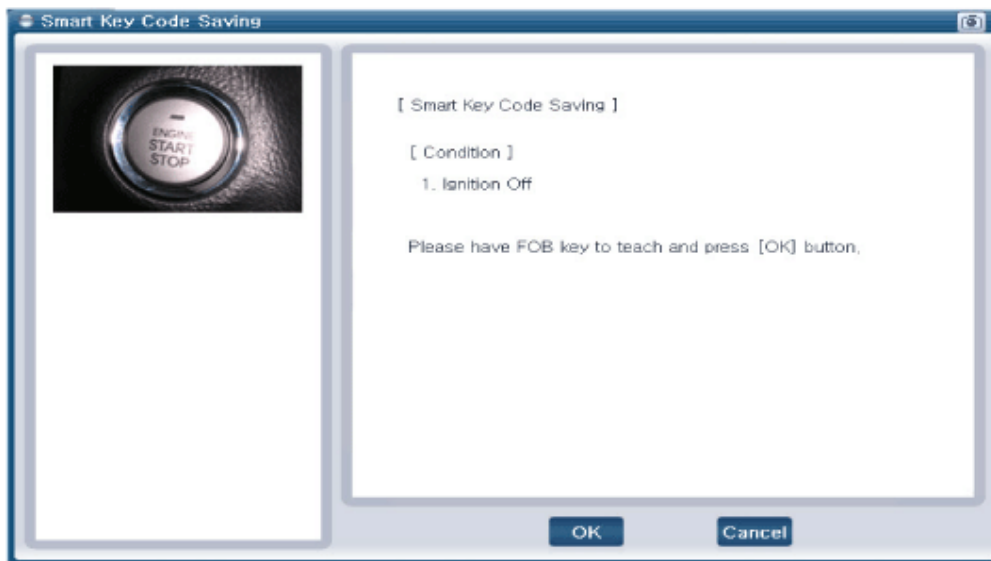 Smart Key Code Saving
ENGINE
START
STOP
[ Smart Key Code Saving ]
[ Condition ]
1. Ignition Off
Please have FOB key to teach and press [OK] button,
OK
Cancel